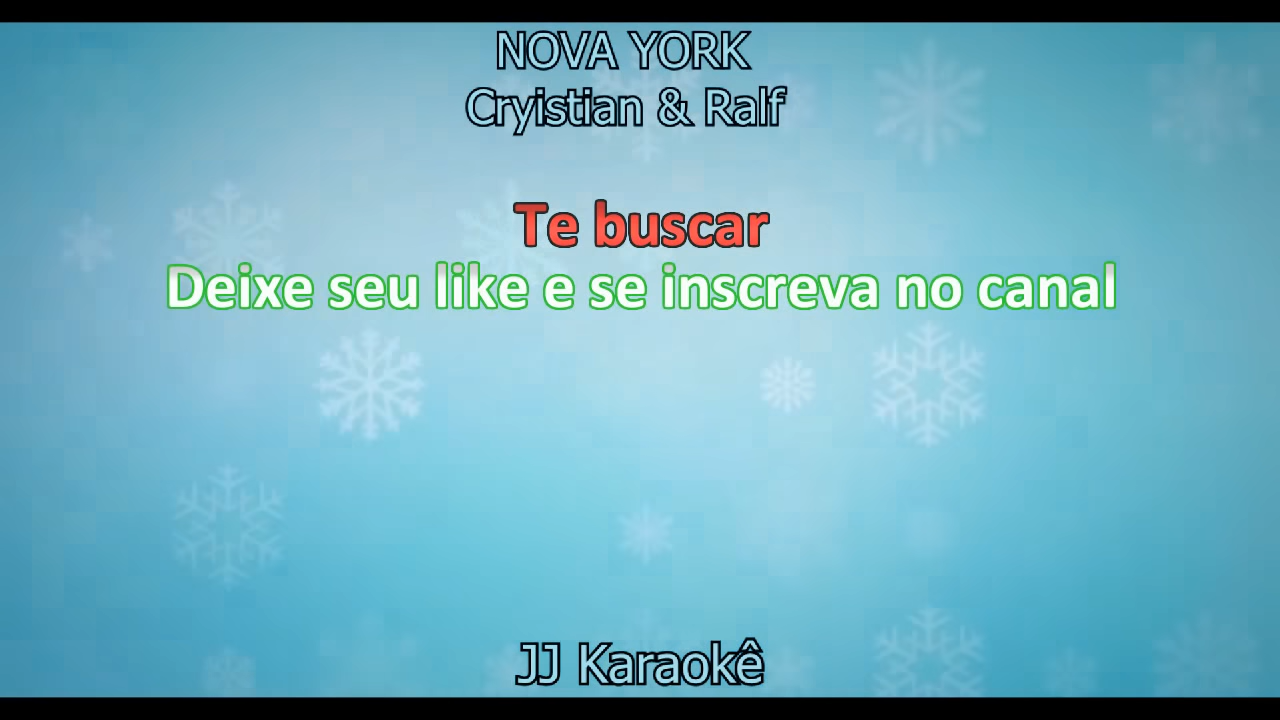 NOVA YORK
Cryistian & Ralf
Te buscar
Deixe seu like e se inscreva no canal
JJ Karaokê